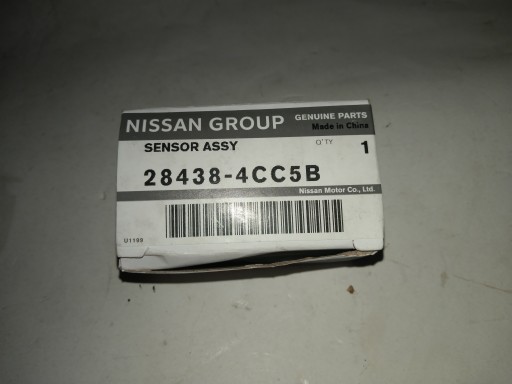 NISSAN GROUP GENUINE PARTS
Made in China
SENSOR ASSY Q'TY 1
28438-4CC5B
Nissan Motor Co., Ltd.
U1199